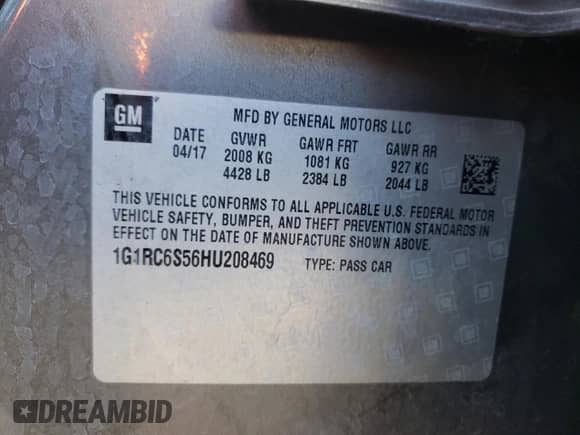 GM
MFD BY GENERAL MOTORS LLC
DATE GVWR GAWR FRT GAWR RR
04/17 2008 KG 1081 KG 927 KG
4428 LB 2384 LB 2044 LB
THIS VEHICLE CONFORMS TO ALL APPLICABLE U.S. FEDERAL MOTOR
VEHICLE SAFETY, BUMPER, AND THEFT PREVENTION STANDARDS IN
EFFECT ON THE DATE OF MANUFACTURE SHOWN ABOVE.
1G1RC6S56HU208469 TYPE: PASS CAR
DREAMBID